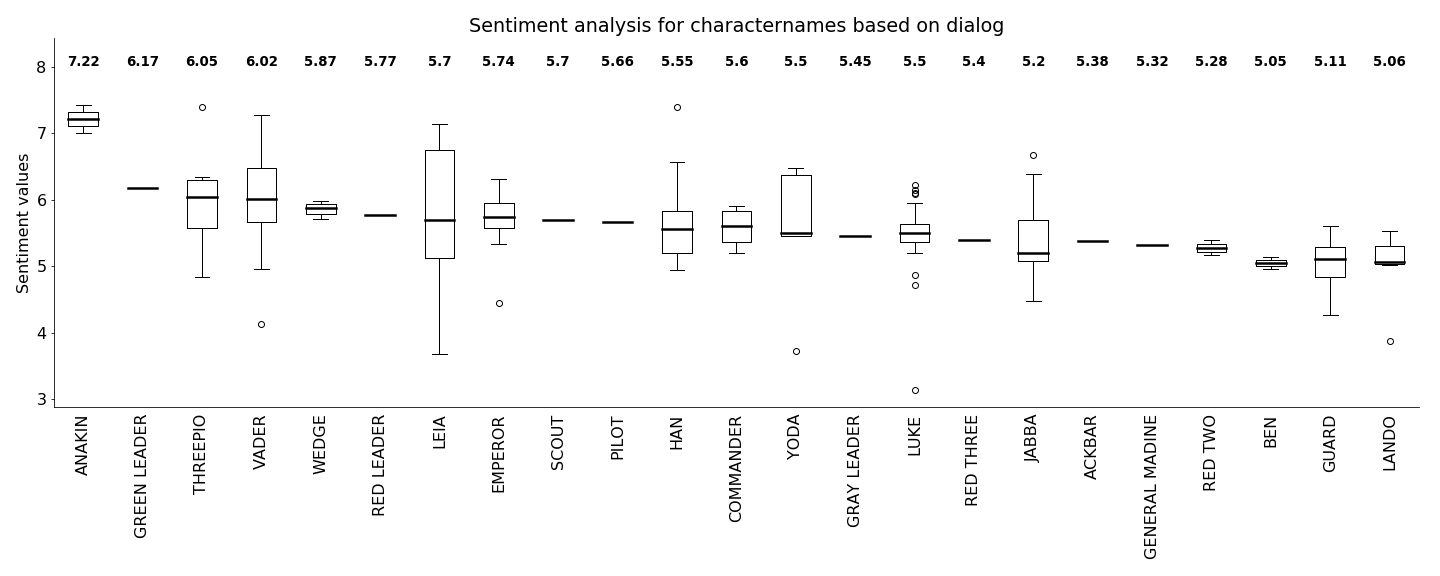 Sentiment analysis for characternames based on dialog
7.22 6.17 6.05 6.02 5.87 5.77 5.7 5.74 5.7 5.66 5.55 5.6 5.5 5.45 5.5 5.4 5.2 5.38 5.32 5.28 5.05 5.11 5.06
8
7
6
5
4
3
Sentiment values
ANAKIN
GREEN LEADER
THREEPIO
VADER
WEDGE
RED LEADER
LEIA
EMPEROR
SCOUT
PILOT
HAN
COMMANDER
YODA
GRAY LEADER
LUKE
RED THREE
JABBA
ACKBAR
GENERAL MADINE
RED TWO
BEN
GUARD
LANDO